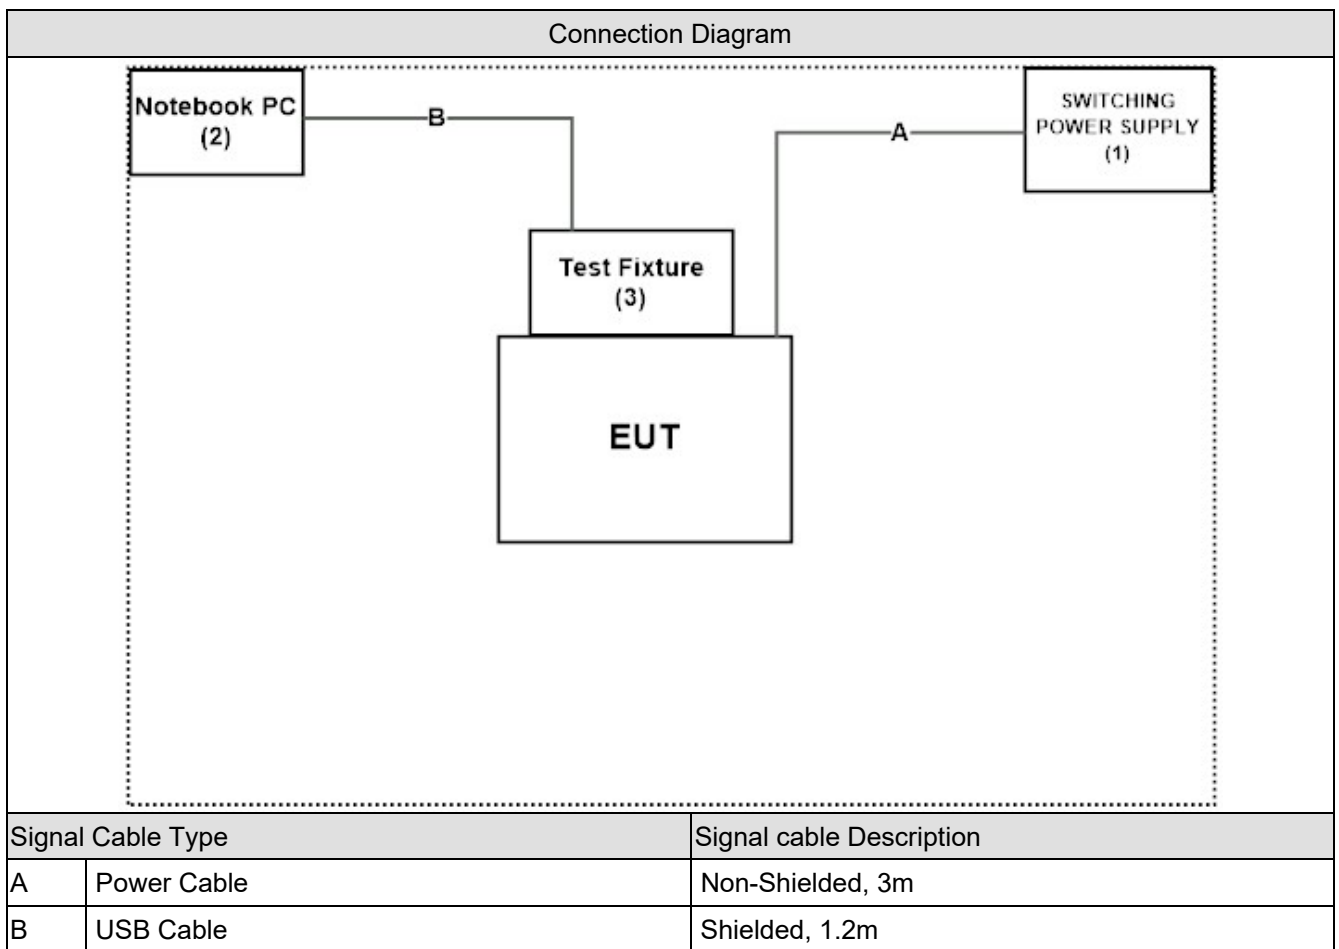 Connection Diagram
Notebook PC
(2)
B
A
SWITCHING
POWER SUPPLY
(1)
Test Fixture
(3)
EUT
Signal Cable Type Signal cable Description
A Power Cable Non-Shielded, 3m
B USB Cable Shielded, 1.2m